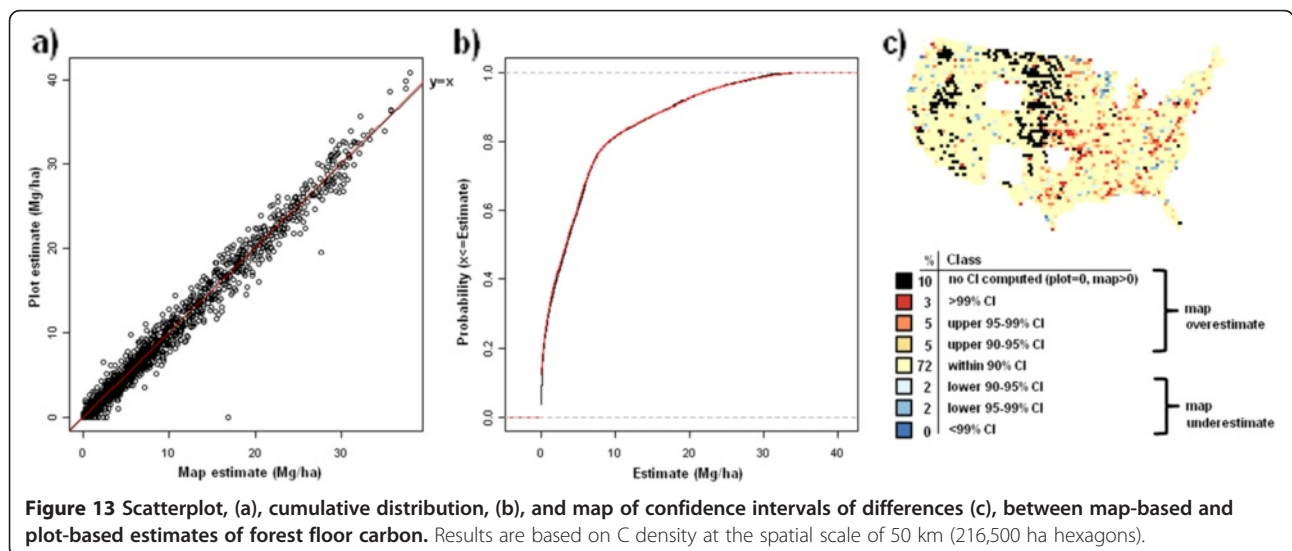 a)
40
30
20
10
0
Plot estimate (Mg/ha)
y=x
0 10 20 30
Map estimate (Mg/ha)
b)
1.0
0.8
0.6
0.4
0.2
0.0
Probability (x<=Estimate)
0 10 20 30 40
Estimate (Mg/ha)
c)
% Class
10 no CI computed (plot=0, map>0)
3 >99% CI
5 upper 95-99% CI
5 upper 90-95% CI
72 within 90% CI
2 lower 90-95% CI
2 lower 95-99% CI
0 <99% CI
map
overestimate
map
underestimate
Figure 13 Scatterplot, (a), cumulative distribution, (b), and map of confidence intervals of differences (c), between map-based and
plot-based estimates of forest floor carbon. Results are based on C density at the spatial scale of 50 km (216,500 ha hexagons).